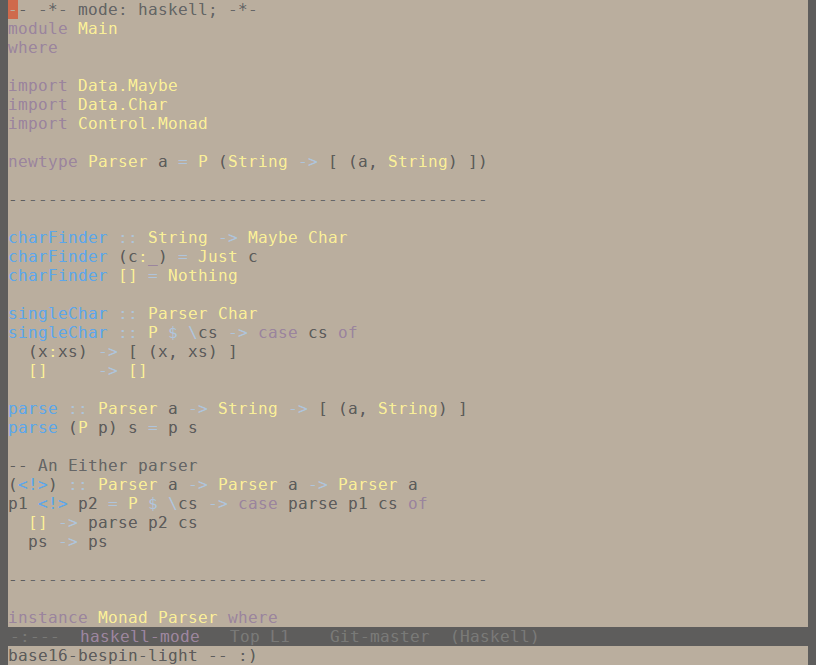 -- -*- mode: haskell; -*-
module Main
where
import Data.Maybe
import Data.Char
import Control.Monad
newtype Parser a = P (String -> [ (a, String) ])
------------------------------------------------
charFinder :: String -> Maybe Char
charFinder (c:_) = Just c
charFinder [] = Nothing
singleChar :: Parser Char
singleChar :: P $ \cs -> case cs of
  (x:xs) -> [ (x, xs) ]
  []     -> []
parse :: Parser a -> String -> [ (a, String) ]
parse (P p) s = p s
-- An Either parser
(<!>) :: Parser a -> Parser a -> Parser a
p1 <!> p2 = P $ \cs -> case parse p1 cs of
  [] -> parse p2 cs
  ps -> ps
------------------------------------------------
instance Monad Parser where
-:---  haskell-mode   Top L1    Git-master  (Haskell)
base16-bespin-light -- :)